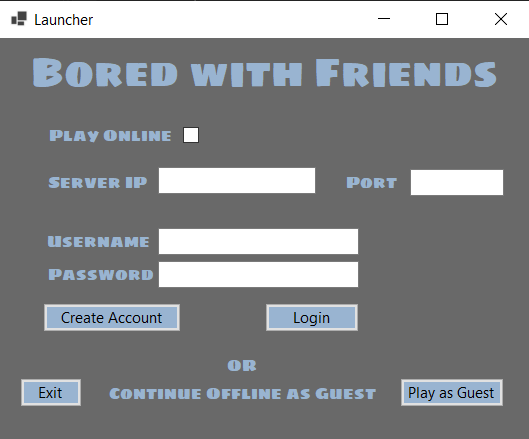 Launcher
Bored with Friends
Play Online
Server IP Port
Username
Password
Create Account Login
or
Exit Continue Offline as Guest Play as Guest